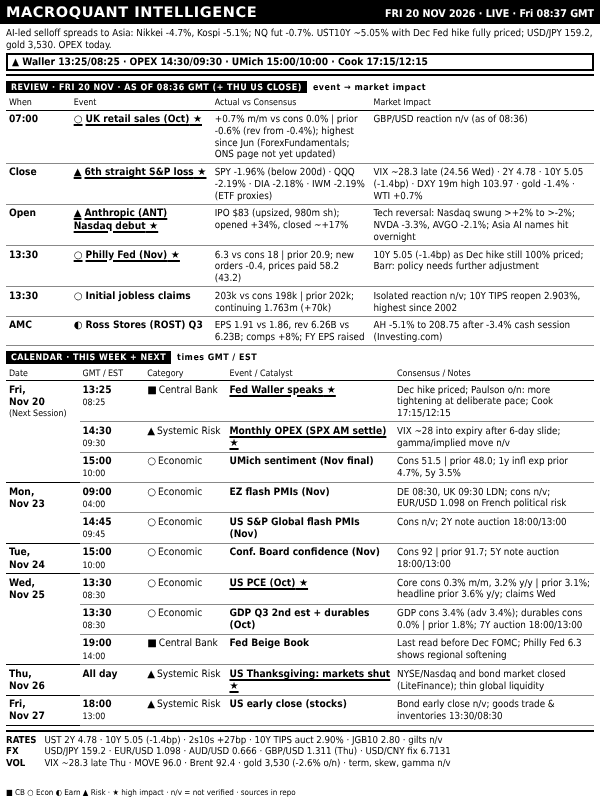 MACROQUANT INTELLIGENCE FRI 20 NOV 2026 · LIVE · Fri 08:37 GMT
AI-led selloff spreads to Asia: Nikkei -4.7%, Kospi -5.1%; NQ fut -0.7%. UST10Y ~5.05% with Dec Fed hike fully priced; USD/JPY 159.2,
gold 3,530. OPEX today.
▲ Waller 13:25/08:25 · OPEX 14:30/09:30 · UMich 15:00/10:00 · Cook 17:15/12:15
REVIEW · FRI 20 NOV · AS OF 08:36 GMT (+ THU US CLOSE) event → market impact
When Event Actual vs Consensus Market Impact
07:00 ○ UK retail sales (Oct) ★ +0.7% m/m vs cons 0.0% | prior GBP/USD reaction n/v (as of 08:36)
-0.6% (rev from -0.4%); highest
since Jun (ForexFundamentals;
ONS page not yet updated)
Close ▲ 6th straight S&P loss ★ SPY -1.96% (below 200d) · QQQ VIX ~28.3 late (24.56 Wed) · 2Y 4.78 · 10Y 5.05
-2.19% · DIA -2.18% · IWM -2.19% (-1.4bp) · DXY 19m high 103.97 · gold -1.4% ·
(ETF proxies) WTI +0.7%
Open ▲ Anthropic (ANT) IPO $83 (upsized, 980m sh); Tech reversal: Nasdaq swung >+2% to >-2%;
Nasdaq debut ★ opened +34%, closed ~+17% NVDA -3.3%, AVGO -2.1%; Asia AI names hit
overnight
13:30 ○ Philly Fed (Nov) ★ 6.3 vs cons 18 | prior 20.9; new 10Y 5.05 (-1.4bp) as Dec hike still 100% priced;
orders -0.4, prices paid 58.2 Barr: policy needs further adjustment
(43.2)
13:30 ○ Initial jobless claims 203k vs cons 198k | prior 202k; Isolated reaction n/v; 10Y TIPS reopen 2.903%,
continuing 1.763m (+70k) highest since 2002
AMC ◐ Ross Stores (ROST) Q3 EPS 1.91 vs 1.86, rev 6.26B vs AH -5.1% to 208.75 after -3.4% cash session
6.23B; comps +8%; FY EPS raised (Investing.com)
CALENDAR · THIS WEEK + NEXT times GMT / EST
Date GMT / EST Category Event / Catalyst Consensus / Notes
Fri, 13:25 ■ Central Bank Fed Waller speaks ★ Dec hike priced; Paulson o/n: more
Nov 20 08:25 tightening at deliberate pace; Cook
(Next Session) 17:15/12:15
14:30 ▲ Systemic Risk Monthly OPEX (SPX AM settle) VIX ~28 into expiry after 6-day slide;
09:30 ★ gamma/implied move n/v
15:00 ○ Economic UMich sentiment (Nov final) Cons 51.5 | prior 48.0; 1y infl exp prior
10:00 4.7%, 5y 3.5%
Mon, 09:00 ○ Economic EZ flash PMIs (Nov) DE 08:30, UK 09:30 LDN; cons n/v;
Nov 23 04:00 EUR/USD 1.098 on French political risk
14:45 ○ Economic US S&P Global flash PMIs Cons n/v; 2Y note auction 18:00/13:00
09:45 (Nov)
Tue, 15:00 ○ Economic Conf. Board confidence (Nov) Cons 92 | prior 91.7; 5Y note auction
Nov 24 10:00 18:00/13:00
Wed, 13:30 ○ Economic US PCE (Oct) ★ Core cons 0.3% m/m, 3.2% y/y | prior 3.1%;
Nov 25 08:30 headline prior 3.6% y/y; claims Wed
13:30 ○ Economic GDP Q3 2nd est + durables GDP cons 3.4% (adv 3.4%); durables cons
08:30 (Oct) 0.0% | prior 1.8%; 7Y auction 18:00/13:00
19:00 ■ Central Bank Fed Beige Book Last read before Dec FOMC; Philly Fed 6.3
14:00 shows regional softening
Thu, All day ▲ Systemic Risk US Thanksgiving: markets shut NYSE/Nasdaq and bond market closed
Nov 26 ★ (LiteFinance); thin global liquidity
Fri, 18:00 ▲ Systemic Risk US early close (stocks) Bond early close n/v; goods trade &
Nov 27 13:00 inventories 13:30/08:30
RATES UST 2Y 4.78 · 10Y 5.05 (-1.4bp) · 2s10s +27bp · 10Y TIPS auct 2.90% · JGB10 2.80 · gilts n/v
FX USD/JPY 159.2 · EUR/USD 1.098 · AUD/USD 0.666 · GBP/USD 1.311 (Thu) · USD/CNY fix 6.7131
VOL VIX ~28.3 late Thu · MOVE 96.0 · Brent 92.4 · gold 3,530 (-2.6% o/n) · term, skew, gamma n/v
■ CB ○ Econ ◐ Earn ▲ Risk · ★ high impact · n/v = not verified · sources in repo